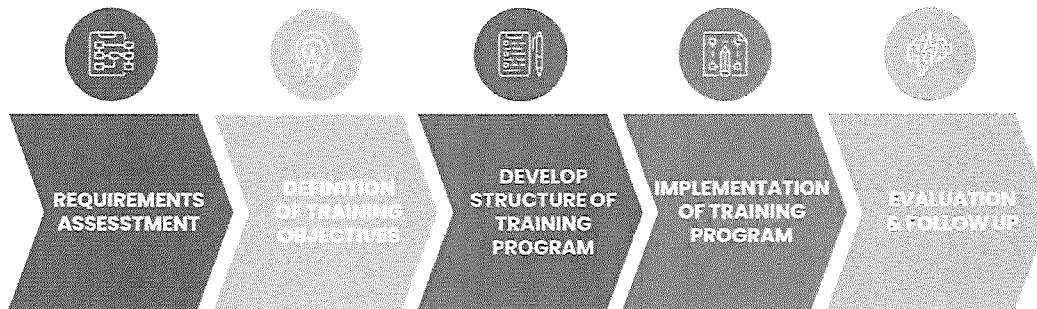 REQUIREMENTS
ASSESSTMENT
DEFINITION
OF TRAINING
OBJECTIVES
DEVELOP
STRUCTURE OF
TRAINING
PROGRAM
IMPLEMENTATION
OF TRAINING
PROGRAM
EVALUATION
& FOLLOW UP